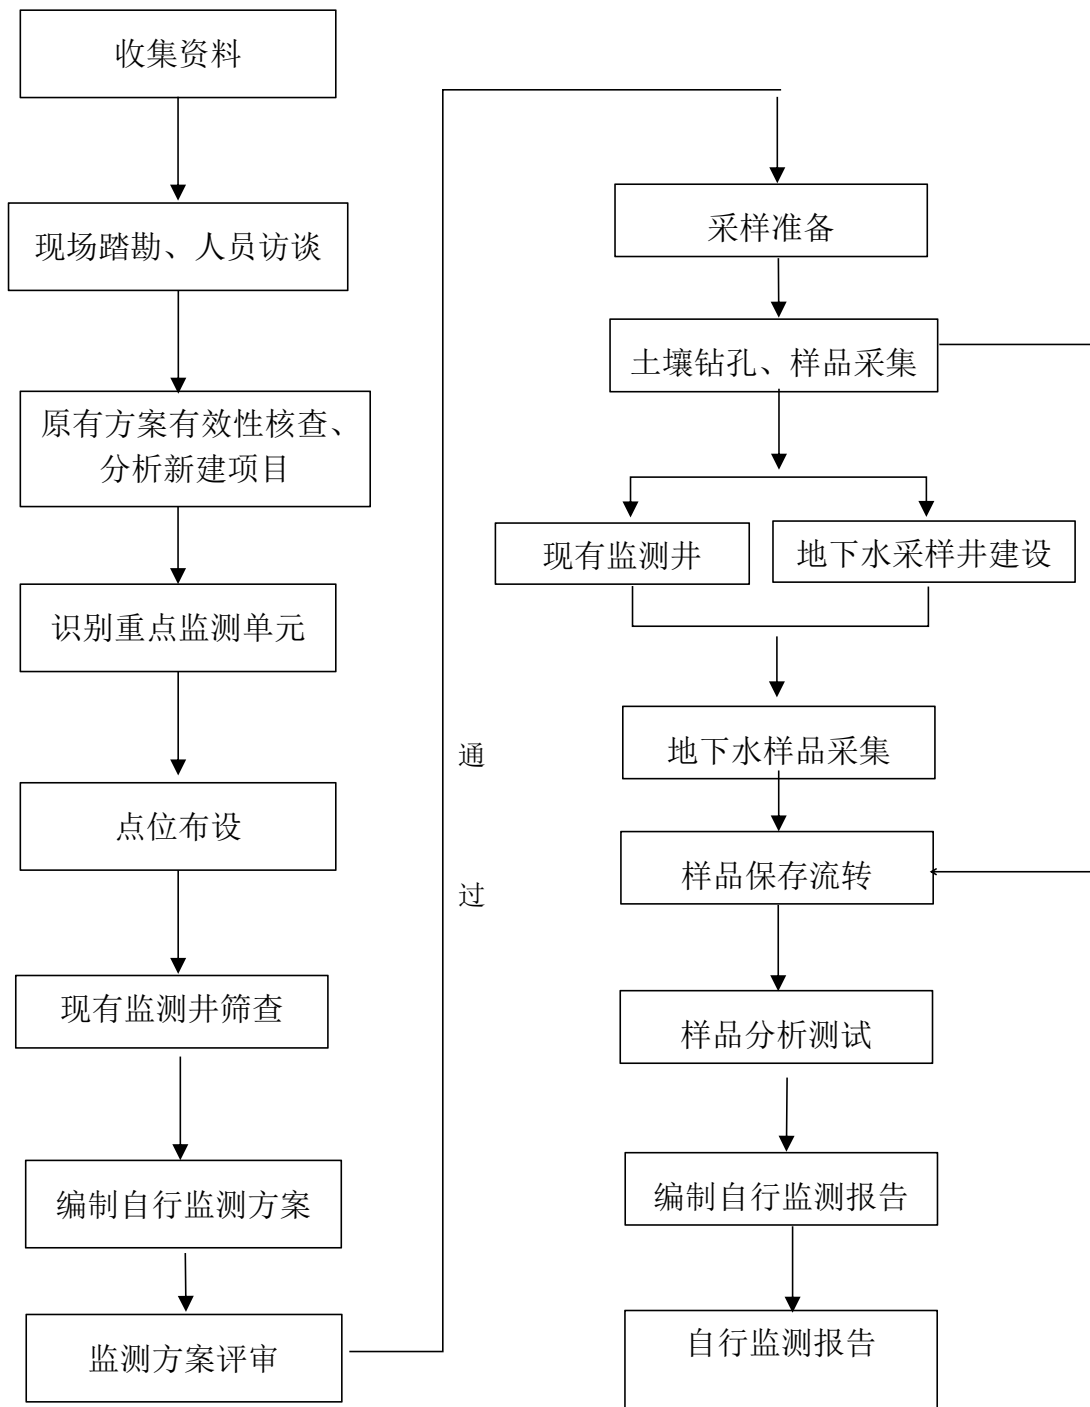 收集资料
现场踏勘、人员访谈
原有方案有效性核查、
分析新建项目
识别重点监测单元
点位布设
现有监测井筛查
编制自行监测方案
监测方案评审
通
过
采样准备
土壤钻孔、样品采集
现有监测井
地下水采样井建设
地下水样品采集
样品保存流转
样品分析测试
编制自行监测报告
自行监测报告